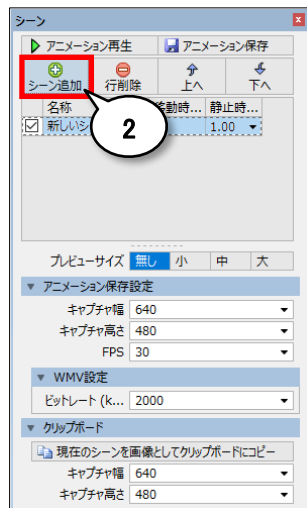 シーン
アニメーション再生 アニメーション保存
シーン追加 行削除 上へ 下へ
名称 動時... 静止時...
新しいシ 1.00
2
プレビューサイズ 無し 小 中 大
アニメーション保存設定
キャプチャ幅 640
キャプチャ高さ 480
FPS 30
WMV設定
ビットレート (k... 2000
クリップボード
現在のシーンを画像としてクリップボードにコピー
キャプチャ幅 640
キャプチャ高さ 480